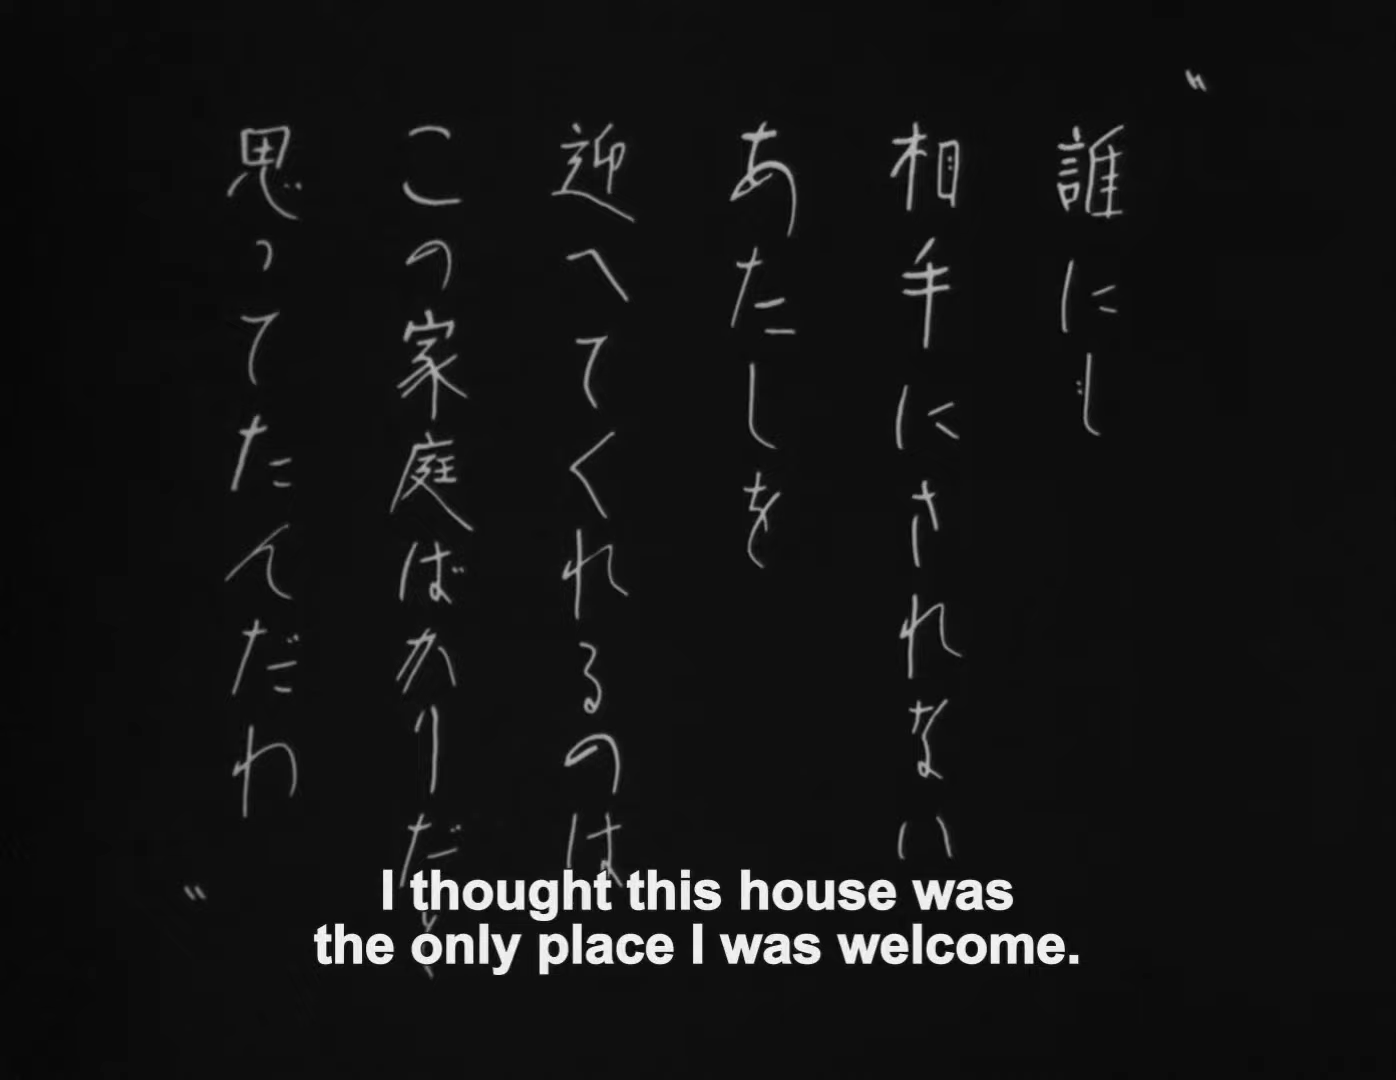 〝誰にも
相手にされない
あたしを
迎へてくれるのは
この家庭ばかりだと
思ってたんだわ〟
I thought this house was
the only place I was welcome.